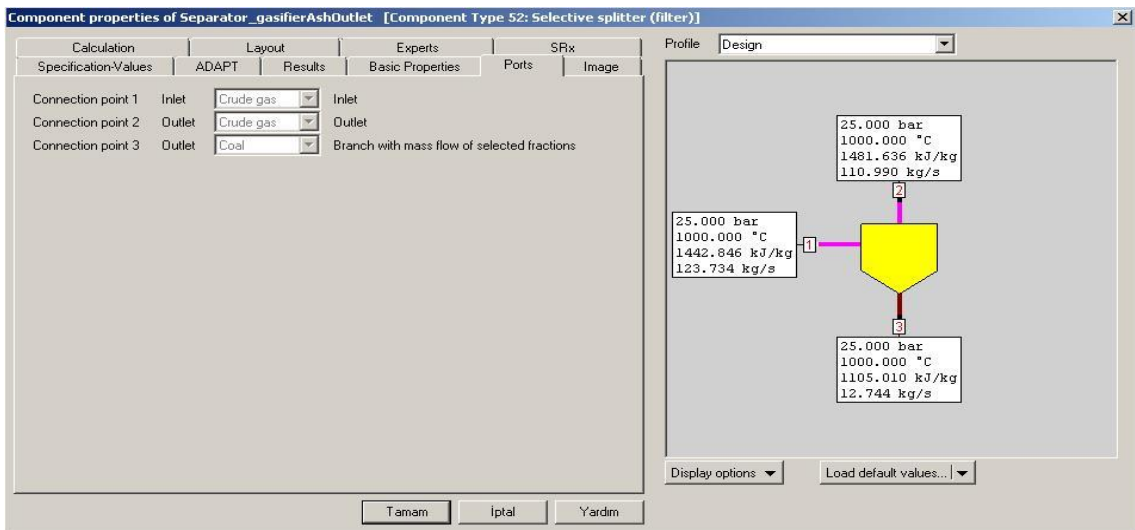 Component properties of Separator_gasifierAshOutlet [Component Type 52: Selective splitter (filter)]
Calculation Layout Experts SRx
Specification-Values ADAPT Results Basic Properties Ports Image
Connection point 1 Inlet Crude gas Inlet
Connection point 2 Outlet Crude gas Outlet
Connection point 3 Outlet Coal Branch with mass flow of selected fractions
Profile Design
25.000 bar
1000.000 °C
1481.636 kJ/kg
110.990 kg/s
2
25.000 bar
1000.000 °C
1442.846 kJ/kg
123.734 kg/s
1
3
25.000 bar
1000.000 °C
1105.010 kJ/kg
12.744 kg/s
Display options Load default values...
Tamam İptal Yardım